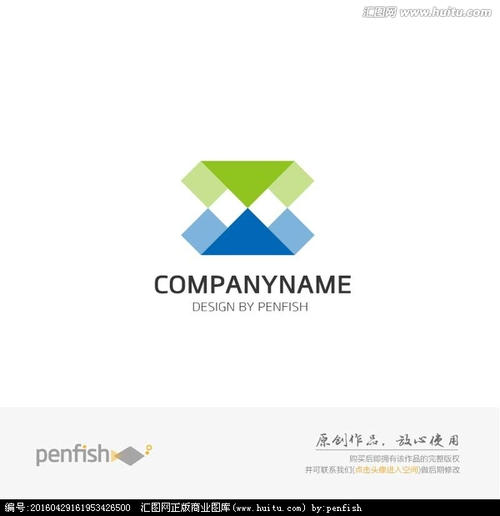 汇图网 www.huitu.com
COMPANYNAME
DESIGN BY PENFISH
penfish
原创作品，放心使用
购买后即拥有该作品的完整版权
并可联系我们(点击头像进入空间)做后期修改
编号:20160429161953426500 汇图网正版商业图库(www.huitu.com) by:penfish